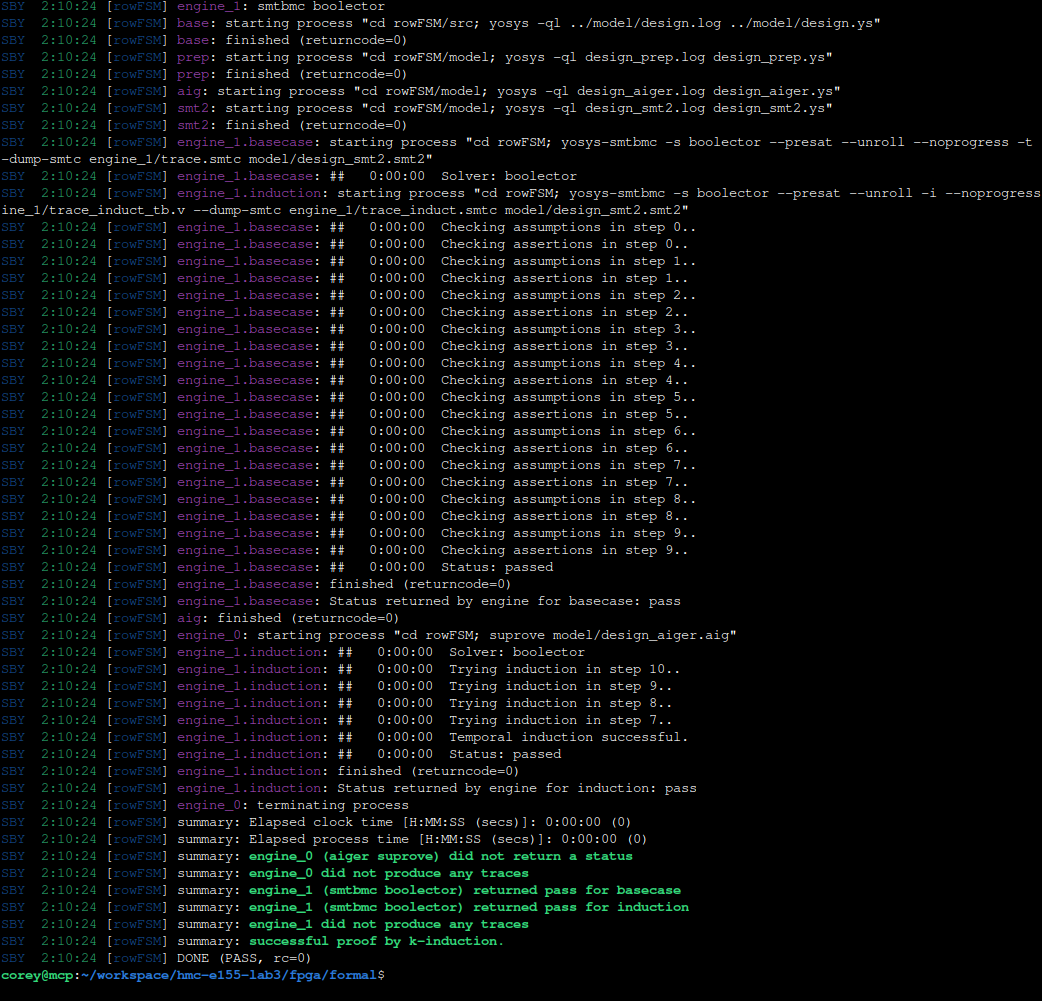 SBY  2:10:24 [rowFSM] engine_1: smtbmc boolector
SBY  2:10:24 [rowFSM] base: starting process "cd rowFSM/src; yosys -ql ../model/design.log ../model/design.ys"
SBY  2:10:24 [rowFSM] base: finished (returncode=0)
SBY  2:10:24 [rowFSM] prep: starting process "cd rowFSM/model; yosys -ql design_prep.log design_prep.ys"
SBY  2:10:24 [rowFSM] prep: finished (returncode=0)
SBY  2:10:24 [rowFSM] aig: starting process "cd rowFSM/model; yosys -ql design_aiger.log design_aiger.ys"
SBY  2:10:24 [rowFSM] smt2: starting process "cd rowFSM/model; yosys -ql design_smt2.log design_smt2.ys"
SBY  2:10:24 [rowFSM] smt2: finished (returncode=0)
SBY  2:10:24 [rowFSM] engine_1.basecase: starting process "cd rowFSM; yosys-smtbmc -s boolector --presat --unroll --noprogress -t
-dump-smtc engine_1/trace.smtc model/design_smt2.smt2"
SBY  2:10:24 [rowFSM] engine_1.basecase: ##   0:00:00  Solver: boolector
SBY  2:10:24 [rowFSM] engine_1.induction: starting process "cd rowFSM; yosys-smtbmc -s boolector --presat --unroll -i --noprogress
ine_1/trace_induct_tb.v --dump-smtc engine_1/trace_induct.smtc model/design_smt2.smt2"
SBY  2:10:24 [rowFSM] engine_1.basecase: ##   0:00:00  Checking assumptions in step 0..
SBY  2:10:24 [rowFSM] engine_1.basecase: ##   0:00:00  Checking assertions in step 0..
SBY  2:10:24 [rowFSM] engine_1.basecase: ##   0:00:00  Checking assumptions in step 1..
SBY  2:10:24 [rowFSM] engine_1.basecase: ##   0:00:00  Checking assertions in step 1..
SBY  2:10:24 [rowFSM] engine_1.basecase: ##   0:00:00  Checking assumptions in step 2..
SBY  2:10:24 [rowFSM] engine_1.basecase: ##   0:00:00  Checking assertions in step 2..
SBY  2:10:24 [rowFSM] engine_1.basecase: ##   0:00:00  Checking assumptions in step 3..
SBY  2:10:24 [rowFSM] engine_1.basecase: ##   0:00:00  Checking assertions in step 3..
SBY  2:10:24 [rowFSM] engine_1.basecase: ##   0:00:00  Checking assumptions in step 4..
SBY  2:10:24 [rowFSM] engine_1.basecase: ##   0:00:00  Checking assertions in step 4..
SBY  2:10:24 [rowFSM] engine_1.basecase: ##   0:00:00  Checking assumptions in step 5..
SBY  2:10:24 [rowFSM] engine_1.basecase: ##   0:00:00  Checking assertions in step 5..
SBY  2:10:24 [rowFSM] engine_1.basecase: ##   0:00:00  Checking assumptions in step 6..
SBY  2:10:24 [rowFSM] engine_1.basecase: ##   0:00:00  Checking assertions in step 6..
SBY  2:10:24 [rowFSM] engine_1.basecase: ##   0:00:00  Checking assumptions in step 7..
SBY  2:10:24 [rowFSM] engine_1.basecase: ##   0:00:00  Checking assertions in step 7..
SBY  2:10:24 [rowFSM] engine_1.basecase: ##   0:00:00  Checking assumptions in step 8..
SBY  2:10:24 [rowFSM] engine_1.basecase: ##   0:00:00  Checking assertions in step 8..
SBY  2:10:24 [rowFSM] engine_1.basecase: ##   0:00:00  Checking assumptions in step 9..
SBY  2:10:24 [rowFSM] engine_1.basecase: ##   0:00:00  Checking assertions in step 9..
SBY  2:10:24 [rowFSM] engine_1.basecase: ##   0:00:00  Status: passed
SBY  2:10:24 [rowFSM] engine_1.basecase: finished (returncode=0)
SBY  2:10:24 [rowFSM] engine_1.basecase: Status returned by engine for basecase: pass
SBY  2:10:24 [rowFSM] aig: finished (returncode=0)
SBY  2:10:24 [rowFSM] engine_0: starting process "cd rowFSM; suprove model/design_aiger.aig"
SBY  2:10:24 [rowFSM] engine_1.induction: ##   0:00:00  Solver: boolector
SBY  2:10:24 [rowFSM] engine_1.induction: ##   0:00:00  Trying induction in step 10..
SBY  2:10:24 [rowFSM] engine_1.induction: ##   0:00:00  Trying induction in step 9..
SBY  2:10:24 [rowFSM] engine_1.induction: ##   0:00:00  Trying induction in step 8..
SBY  2:10:24 [rowFSM] engine_1.induction: ##   0:00:00  Trying induction in step 7..
SBY  2:10:24 [rowFSM] engine_1.induction: ##   0:00:00  Temporal induction successful.
SBY  2:10:24 [rowFSM] engine_1.induction: ##   0:00:00  Status: passed
SBY  2:10:24 [rowFSM] engine_1.induction: finished (returncode=0)
SBY  2:10:24 [rowFSM] engine_1.induction: Status returned by engine for induction: pass
SBY  2:10:24 [rowFSM] engine_0: terminating process
SBY  2:10:24 [rowFSM] summary: Elapsed clock time [H:MM:SS (secs)]: 0:00:00 (0)
SBY  2:10:24 [rowFSM] summary: Elapsed process time [H:MM:SS (secs)]: 0:00:00 (0)
SBY  2:10:24 [rowFSM] summary: engine_0 (aiger suprove) did not return a status
SBY  2:10:24 [rowFSM] summary: engine_0 did not produce any traces
SBY  2:10:24 [rowFSM] summary: engine_1 (smtbmc boolector) returned pass for basecase
SBY  2:10:24 [rowFSM] summary: engine_1 (smtbmc boolector) returned pass for induction
SBY  2:10:24 [rowFSM] summary: engine_1 did not produce any traces
SBY  2:10:24 [rowFSM] summary: successful proof by k-induction.
SBY  2:10:24 [rowFSM] DONE (PASS, rc=0)
corey@mcp:~/workspace/hmc-e155-lab3/fpga/formal$